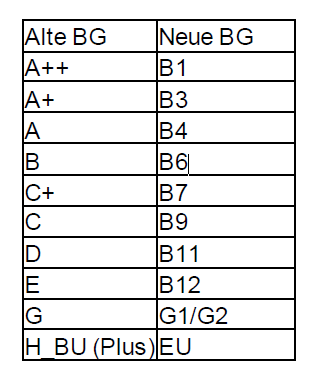 Alte BG Neue BG
A++ B1
A+ B3
A B4
B B6
C+ B7
C B9
D B11
E B12
G G1/G2
H_BU (Plus) EU